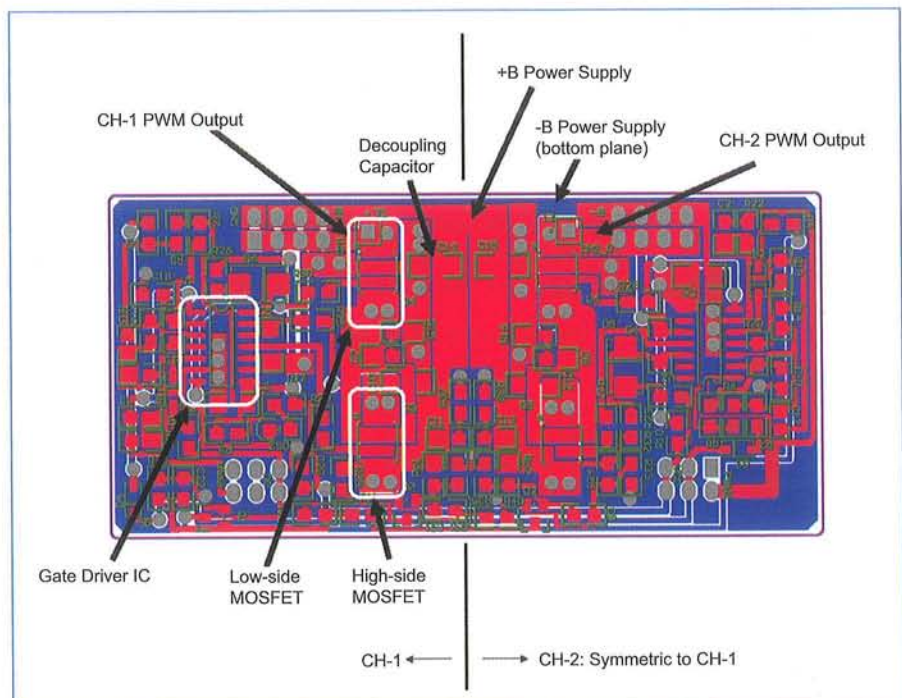 +B Power Supply
CH-1 PWM Output
-B Power Supply
(bottom plane)
CH-2 PWM Output
Decoupling
Capacitor
Gate Driver IC
Low-side
MOSFET
High-side
MOSFET
CH-1
CH-2: Symmetric to CH-1